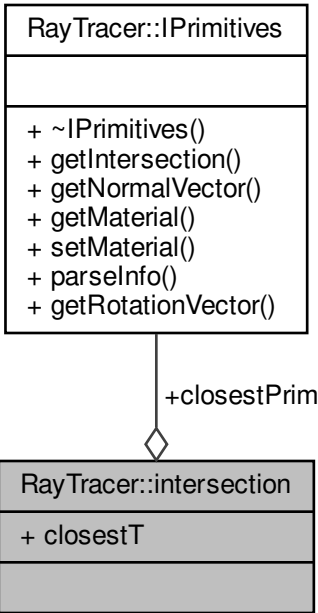 RayTracer::IPrimitives
+ ~IPrimitives()
+ getIntersection()
+ getNormalVector()
+ getMaterial()
+ setMaterial()
+ parseInfo()
+ getRotationVector()
+closestPrim
RayTracer::intersection
+ closestT